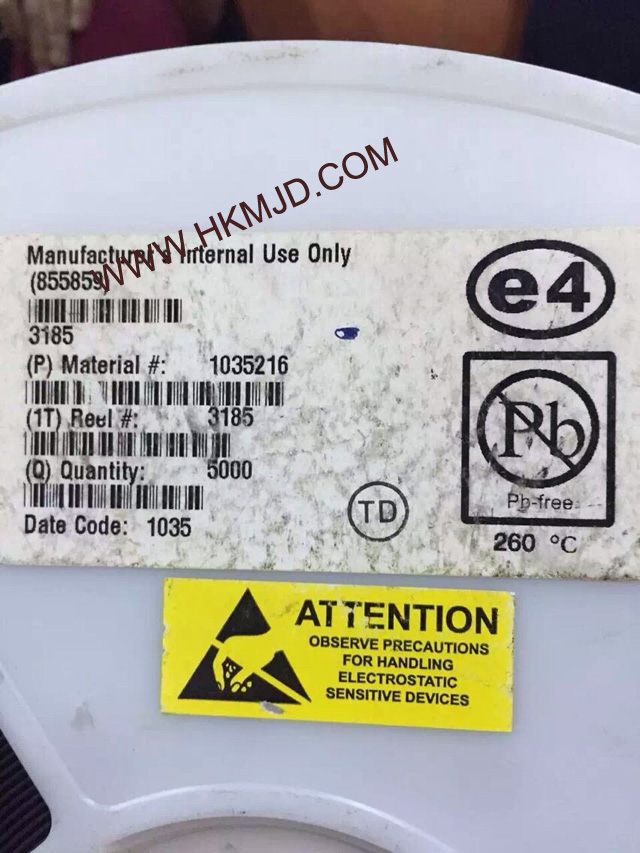 WWW.HKMJD.COM
Manufacturer's Internal Use Only
(855859
3185
(P) Material #: 1035216
(1T) Reel #: 3185
(Q) Quantity: 5000
Date Code: 1035
TD
e4
Pb
Pb-free
260 °C
ATTENTION
OBSERVE PRECAUTIONS
FOR HANDLING
ELECTROSTATIC
SENSITIVE DEVICES